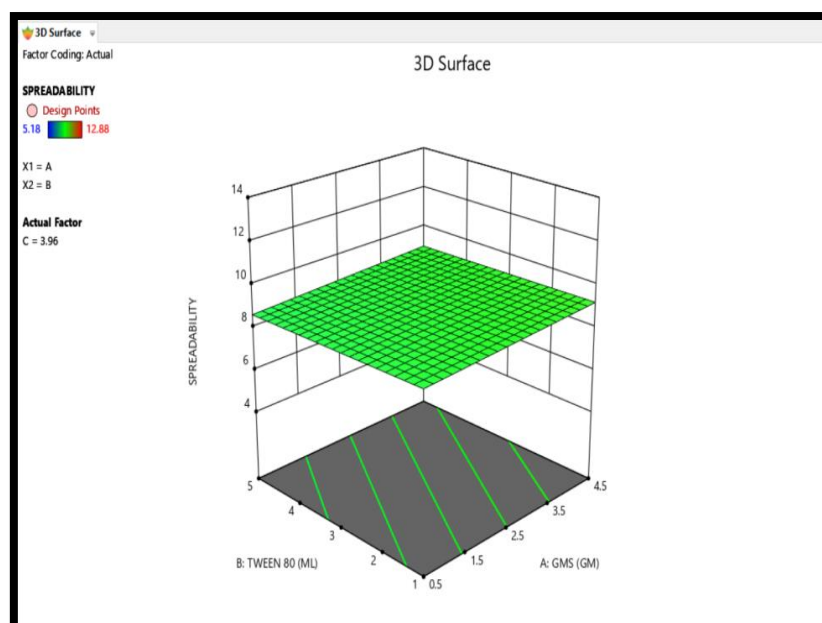 3D Surface
Factor Coding: Actual
3D Surface
SPREADABILITY
Design Points
5.18 12.88
X1 = A
X2 = B
Actual Factor
C = 3.96
14
12
10
8
6
4
SPREADABILITY
5 4.5
4 3.5
3 2.5
2 1.5
1 0.5
B: TWEEN 80 (ML) A: GMS (GM)